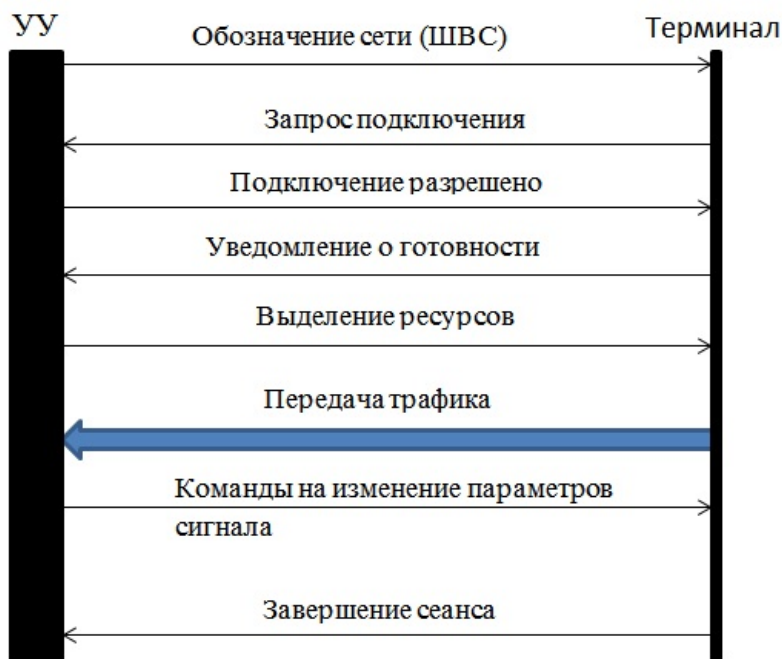 УУ
Терминал
Обозначение сети (ШВС)
Запрос подключения
Подключение разрешено
Уведомление о готовности
Выделение ресурсов
Передача трафика
Команды на изменение параметров
сигнала
Завершение сеанса